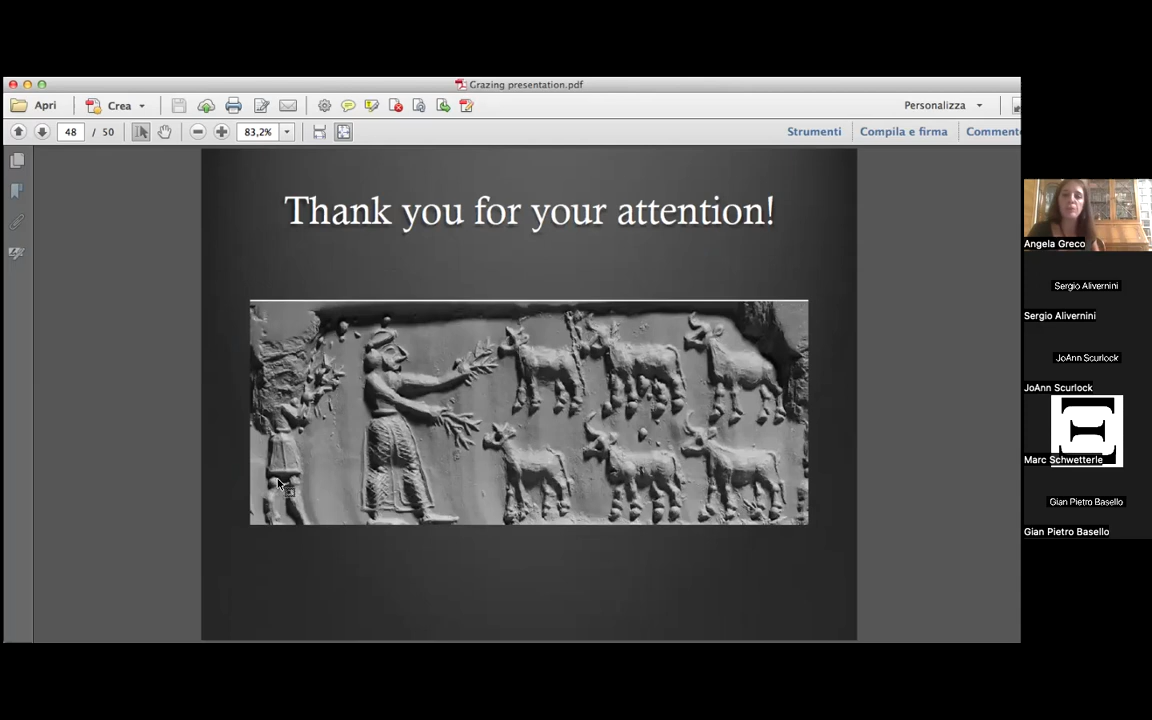 Grazing presentation.pdf
Apri
Crea
Personalizza
48 / 50
83,2%
Strumenti
Compila e firma
Comment
Thank you for your attention!
Angela Greco
Sergio Alivernini
Sergio Alivernini
JoAnn Scurlock
JoAnn Scurlock
Marc Schwetterle
Gian Pietro Basello
Gian Pietro Basello